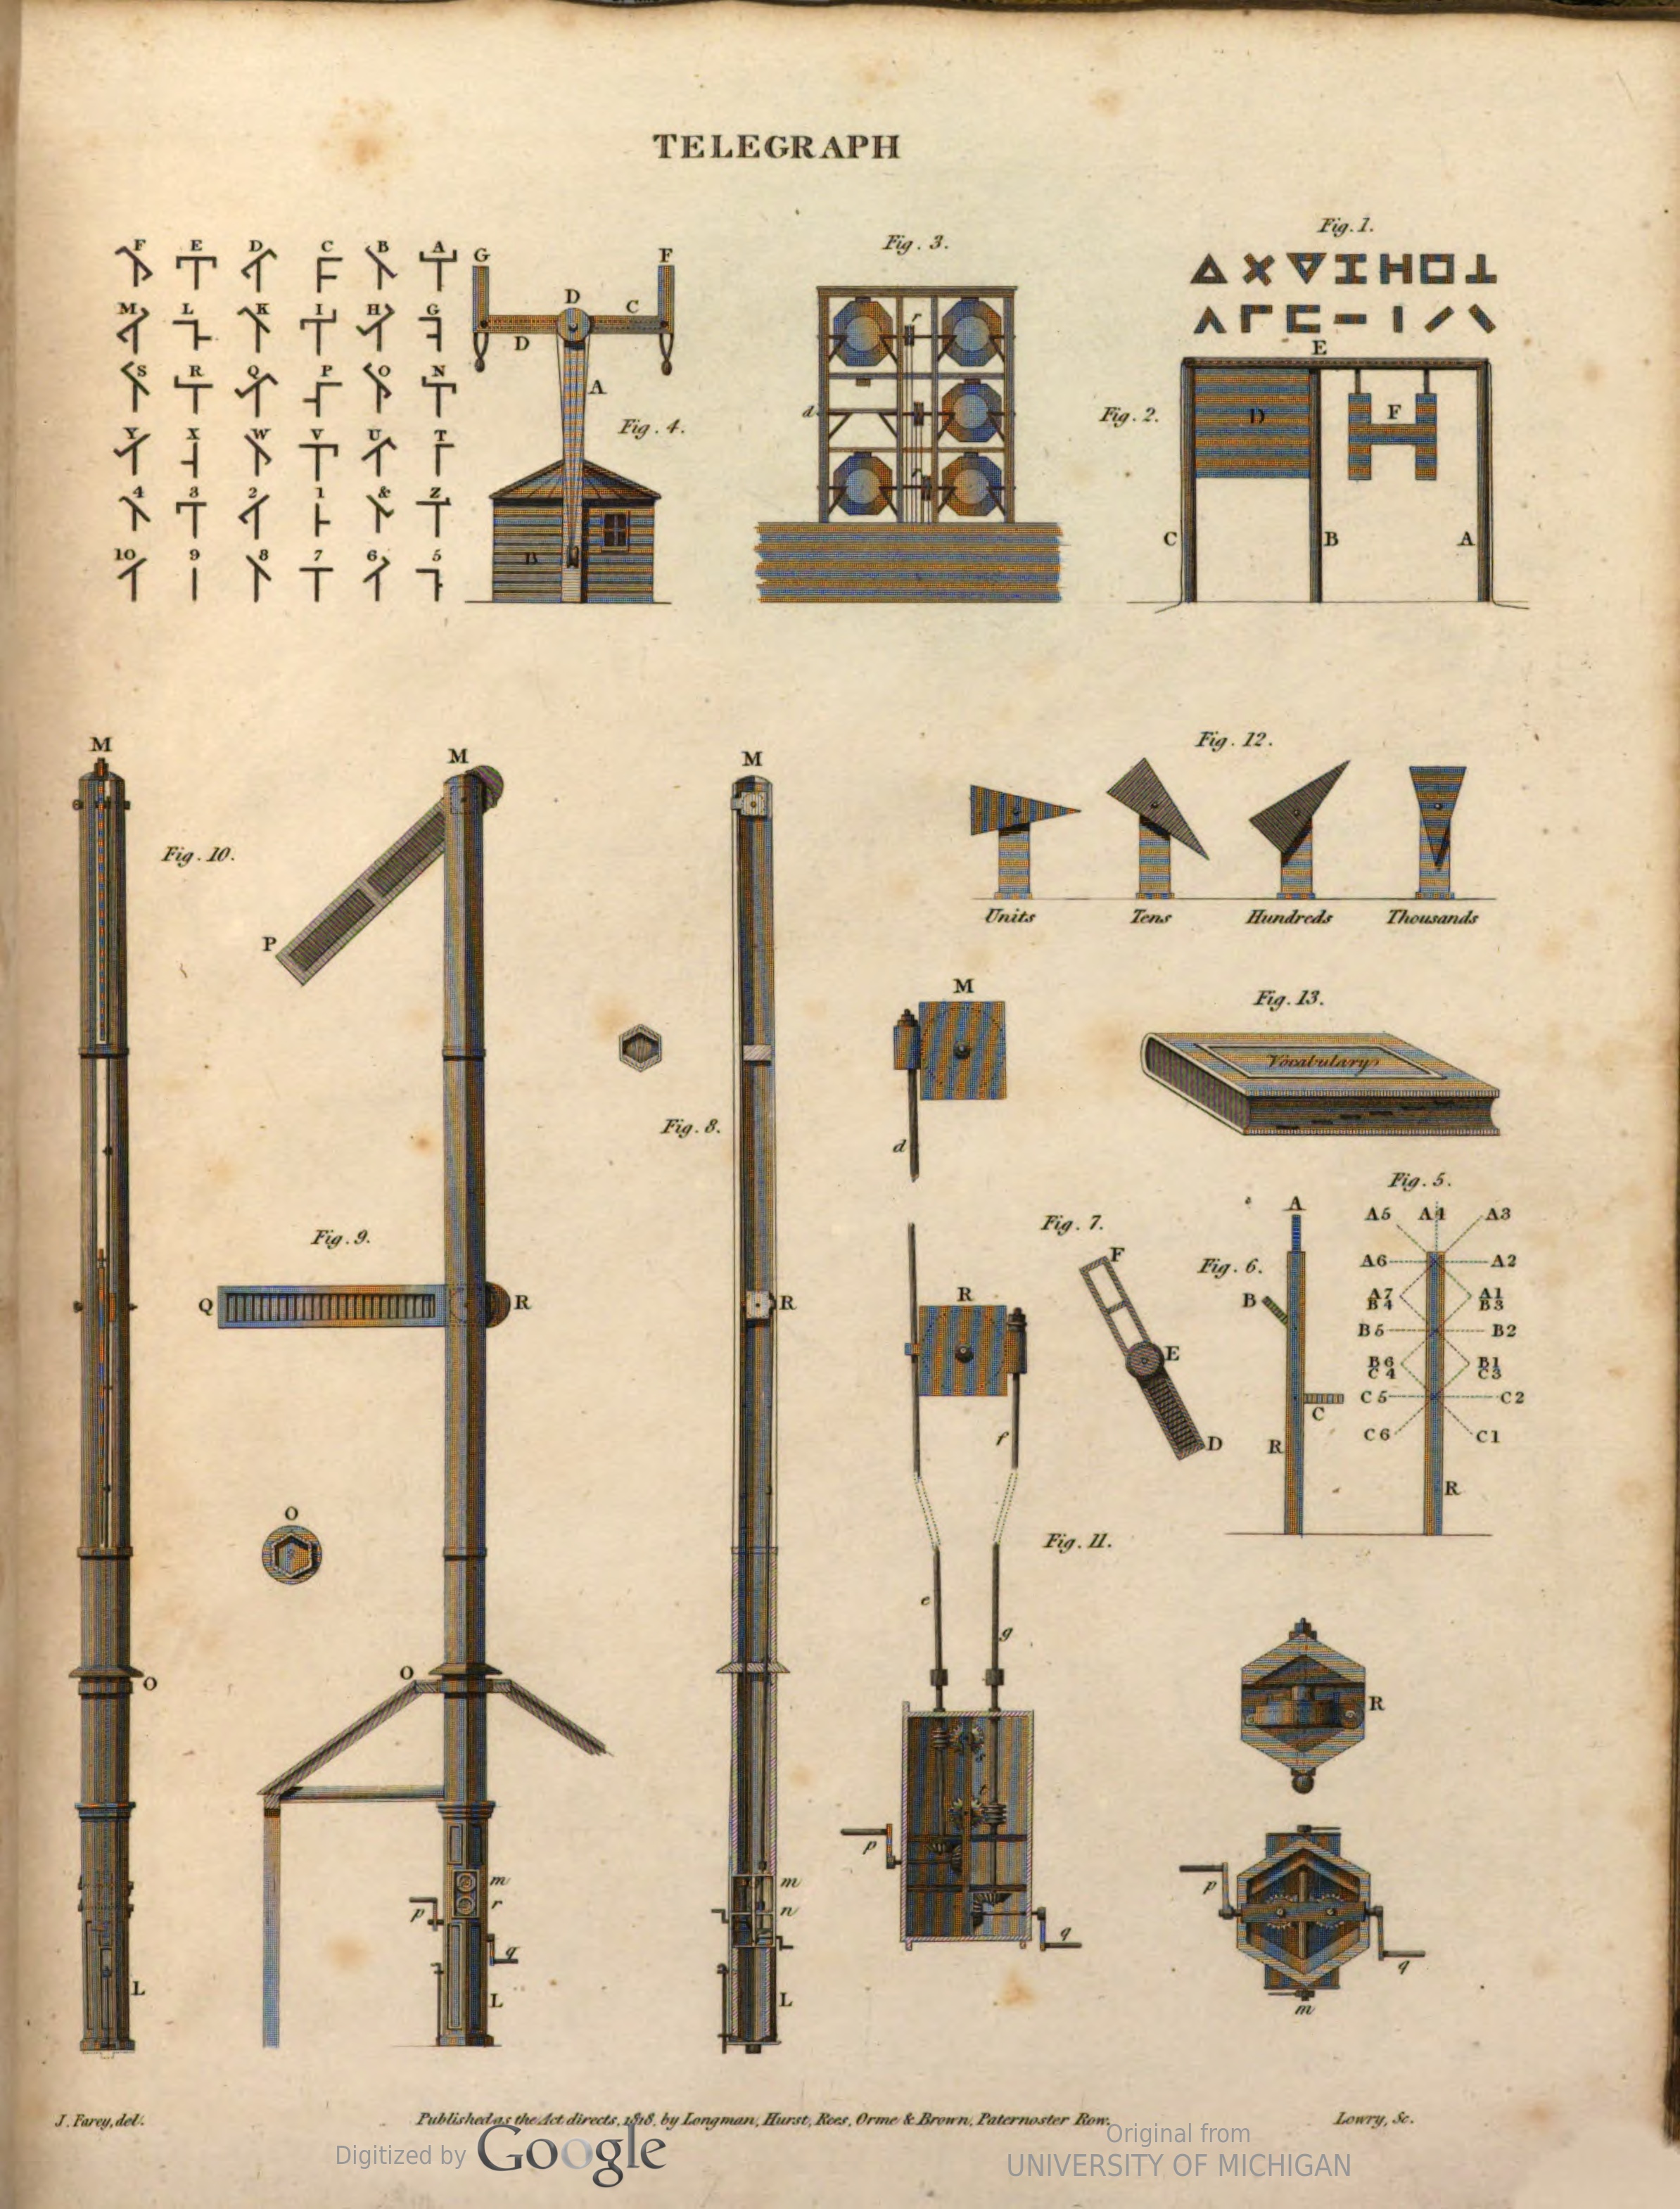 TELEGRAPH
F E D C B A
M L K I H G
S R Q P O N
Y X W V U T
4 3 2 1 & Z
10 9 8 7 6 5
G F
D C
D
A
B
Fig. 4.
Fig. 3.
r
d
Fig. 1.
E
Fig. 2.
D F
C B A
M
Fig. 10.
O
L
M
P
Fig. 9.
Q R
O
O
m
r
p
q
L
M
Fig. 8.
R
m
n
L
Fig. 12.
Units Tens Hundreds Thousands
M
d
Fig. 13.
Vocabulary
Fig. 7.
F
E
D
R
f
Fig. 11.
e
g
p
q
Fig. 6.
A
B
C
R
Fig. 5.
A5 A4 A3
A6 A2
A7 A1
B4 B3
B5 B2
B6 B1
C4 C3
C5 C2
C6 C1
R
R
p
q
m
J. Farey, del.
Published as the Act directs, 1818, by Longman, Hurst, Rees, Orme & Brown, Paternoster Row.
Lowry, Sc.
Digitized by Google
Original from
UNIVERSITY OF MICHIGAN